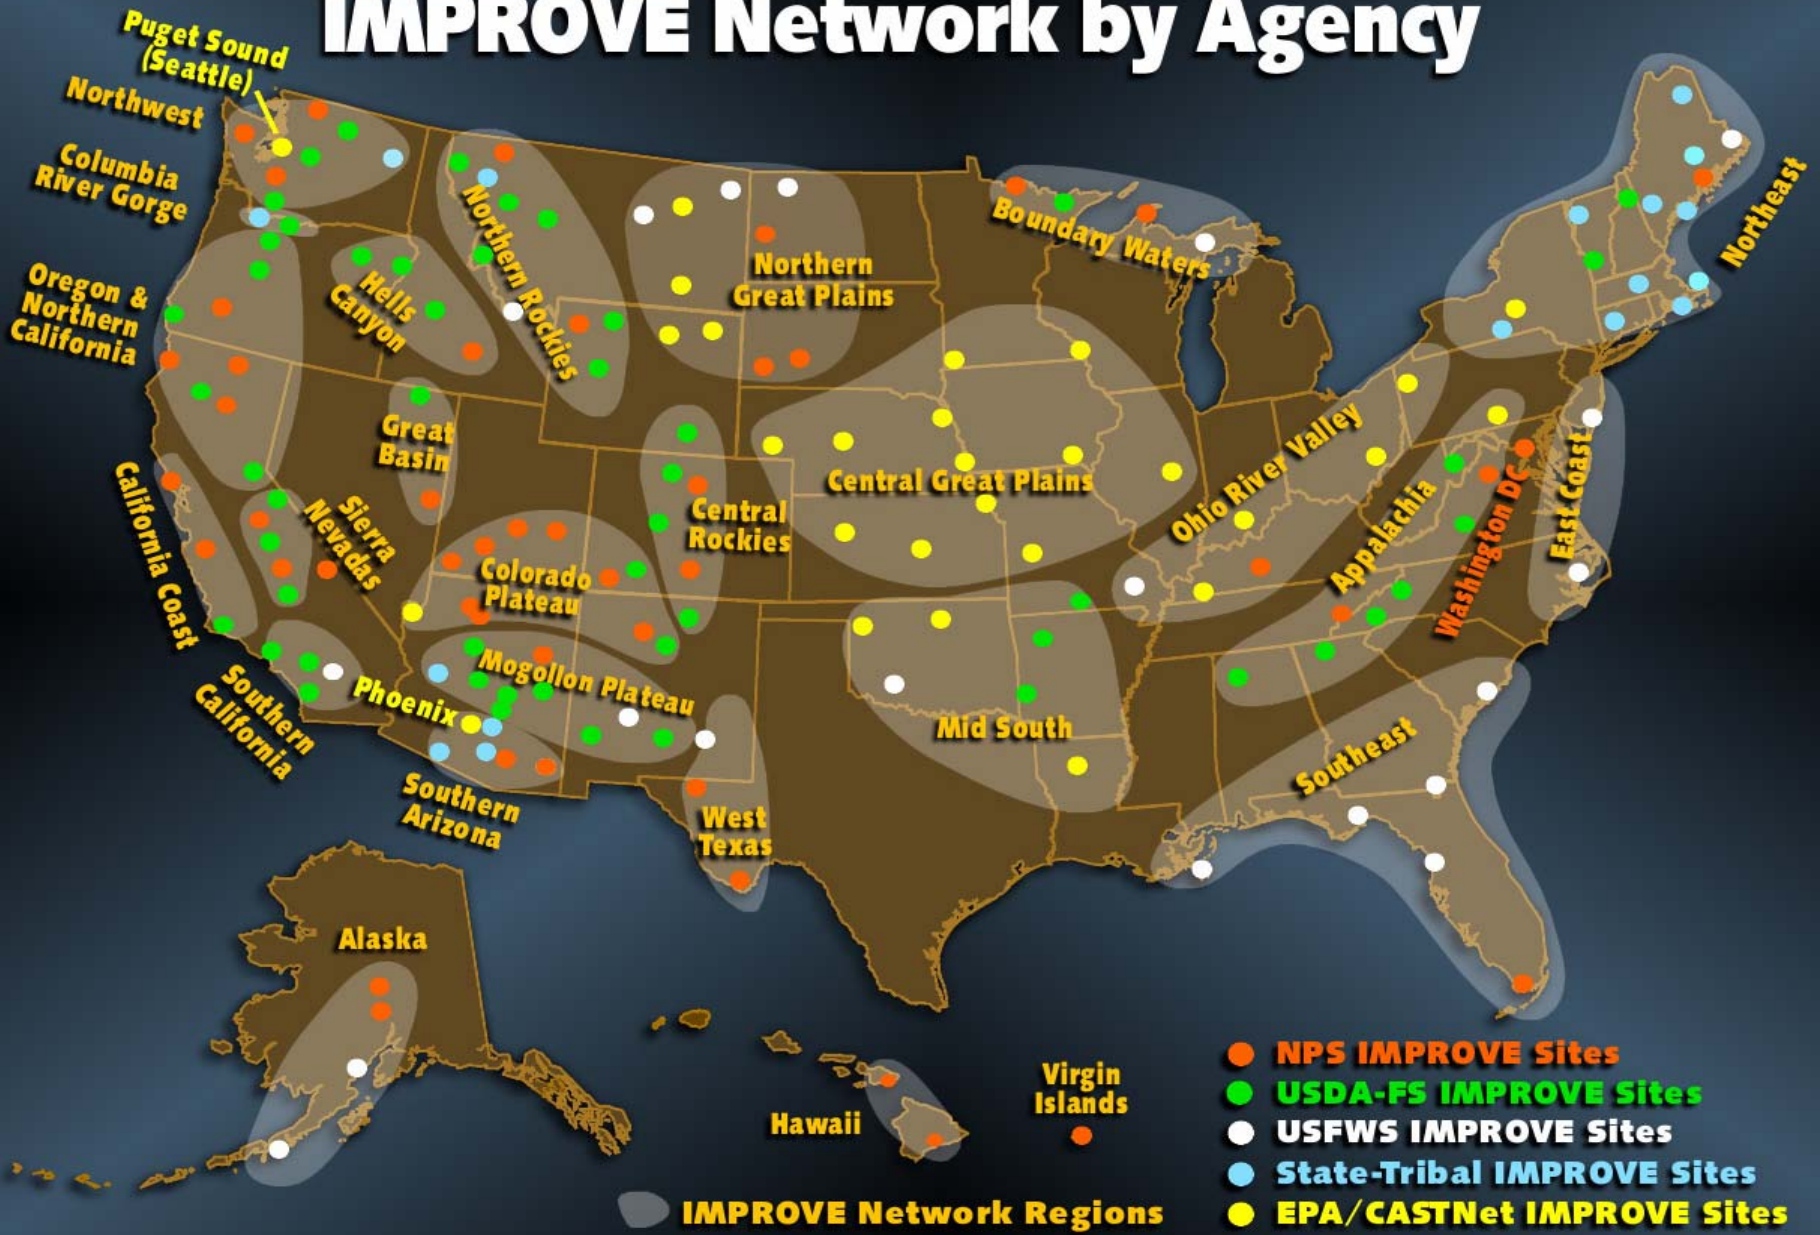 IMPROVE Network by Agency
Puget Sound
(Seattle)
Northwest
Columbia
River Gorge
Oregon &
Northern
California
Hells
Canyon
Northern Rockies
Northern
Great Plains
Boundary Waters
Northeast
Great
Basin
Central
Rockies
Central Great Plains
Ohio River Valley
Appalachia
Washington DC
East Coast
California Coast
Sierra
Nevadas
Colorado
Plateau
Mogollon Plateau
Phoenix
Southern
California
Southern
Arizona
West
Texas
Mid South
Southeast
Alaska
Hawaii
Virgin
Islands
NPS IMPROVE Sites
USDA-FS IMPROVE Sites
USFWS IMPROVE Sites
State-Tribal IMPROVE Sites
EPA/CASTNet IMPROVE Sites
IMPROVE Network Regions